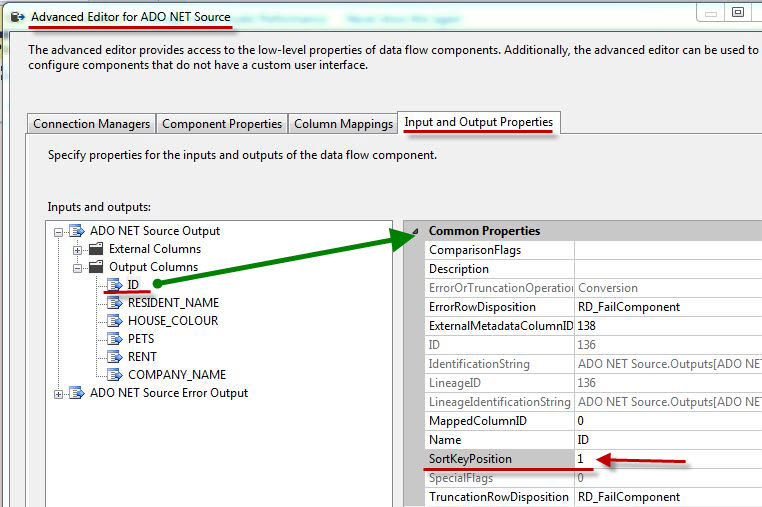 Advanced Editor for ADO NET Source
The advanced editor provides access to the low-level properties of data flow components. Additionally, the advanced editor can be used to
configure components that do not have a custom user interface.
Connection Managers Component Properties Column Mappings Input and Output Properties
Specify properties for the inputs and outputs of the data flow component.
Inputs and outputs:
ADO NET Source Output
External Columns
Output Columns
ID
RESIDENT_NAME
HOUSE_COLOUR
PETS
RENT
COMPANY_NAME
ADO NET Source Error Output
Common Properties
ComparisonFlags
Description
ErrorOrTruncationOperation Conversion
ErrorRowDisposition RD_FailComponent
ExternalMetadataColumnID 138
ID 136
IdentificationString ADO NET Source.Outputs[ADO NET
LineageID 136
LineageIdentificationString ADO NET Source.Outputs[ADO NET
MappedColumnID 0
Name ID
SortKeyPosition 1
SpecialFlags 0
TruncationRowDisposition RD_FailComponent